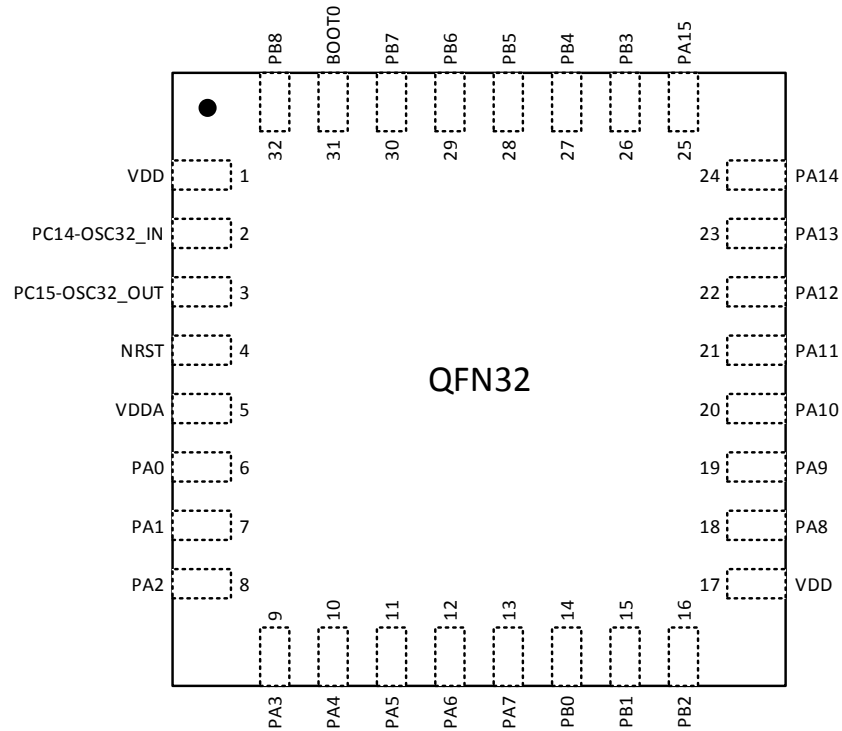 PB8 BOOT0 PB7 PB6 PB5 PB4 PB3 PA15
32 31 30 29 28 27 26 25
VDD 1 24 PA14
PC14-OSC32_IN 2 23 PA13
PC15-OSC32_OUT 3 22 PA12
NRST 4 21 PA11
QFN32
VDDA 5 20 PA10
PA0 6 19 PA9
PA1 7 18 PA8
PA2 8 17 VDD
9 10 11 12 13 14 15 16
PA3 PA4 PA5 PA6 PA7 PB0 PB1 PB2